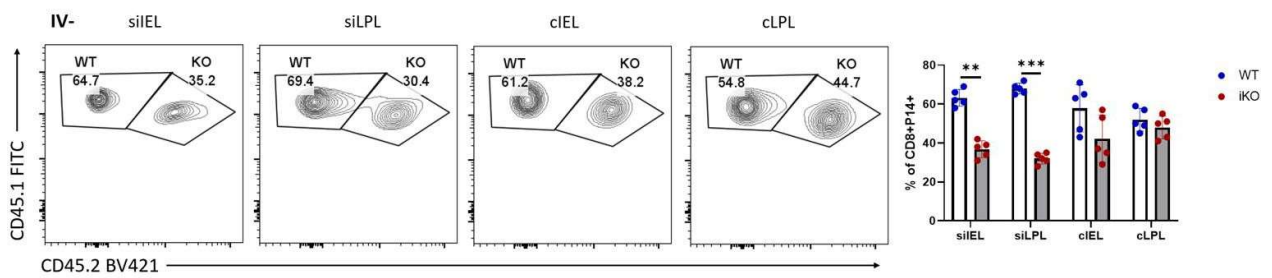 IV- siIEL siLPL cIEL cLPL
WT KO WT KO WT KO WT KO
64.7 35.2 69.4 30.4 61.2 38.2 54.8 44.7
CD45.1 FITC
CD45.2 BV421
% of CD8+P14+
80
60
40
20
0
** ***
siIEL siLPL cIEL cLPL
WT
iKO